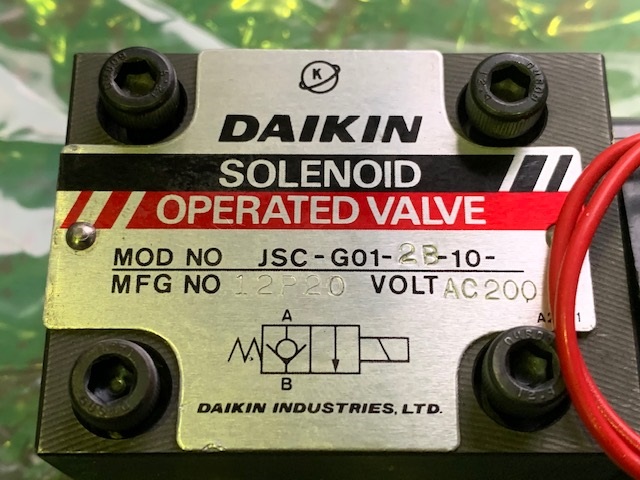 K
DAIKIN
SOLENOID
OPERATED VALVE
MOD NO JSC-G01-2B-10-
MFG NO 12P20 VOLT AC200
A
B
DAIKIN INDUSTRIES, LTD.